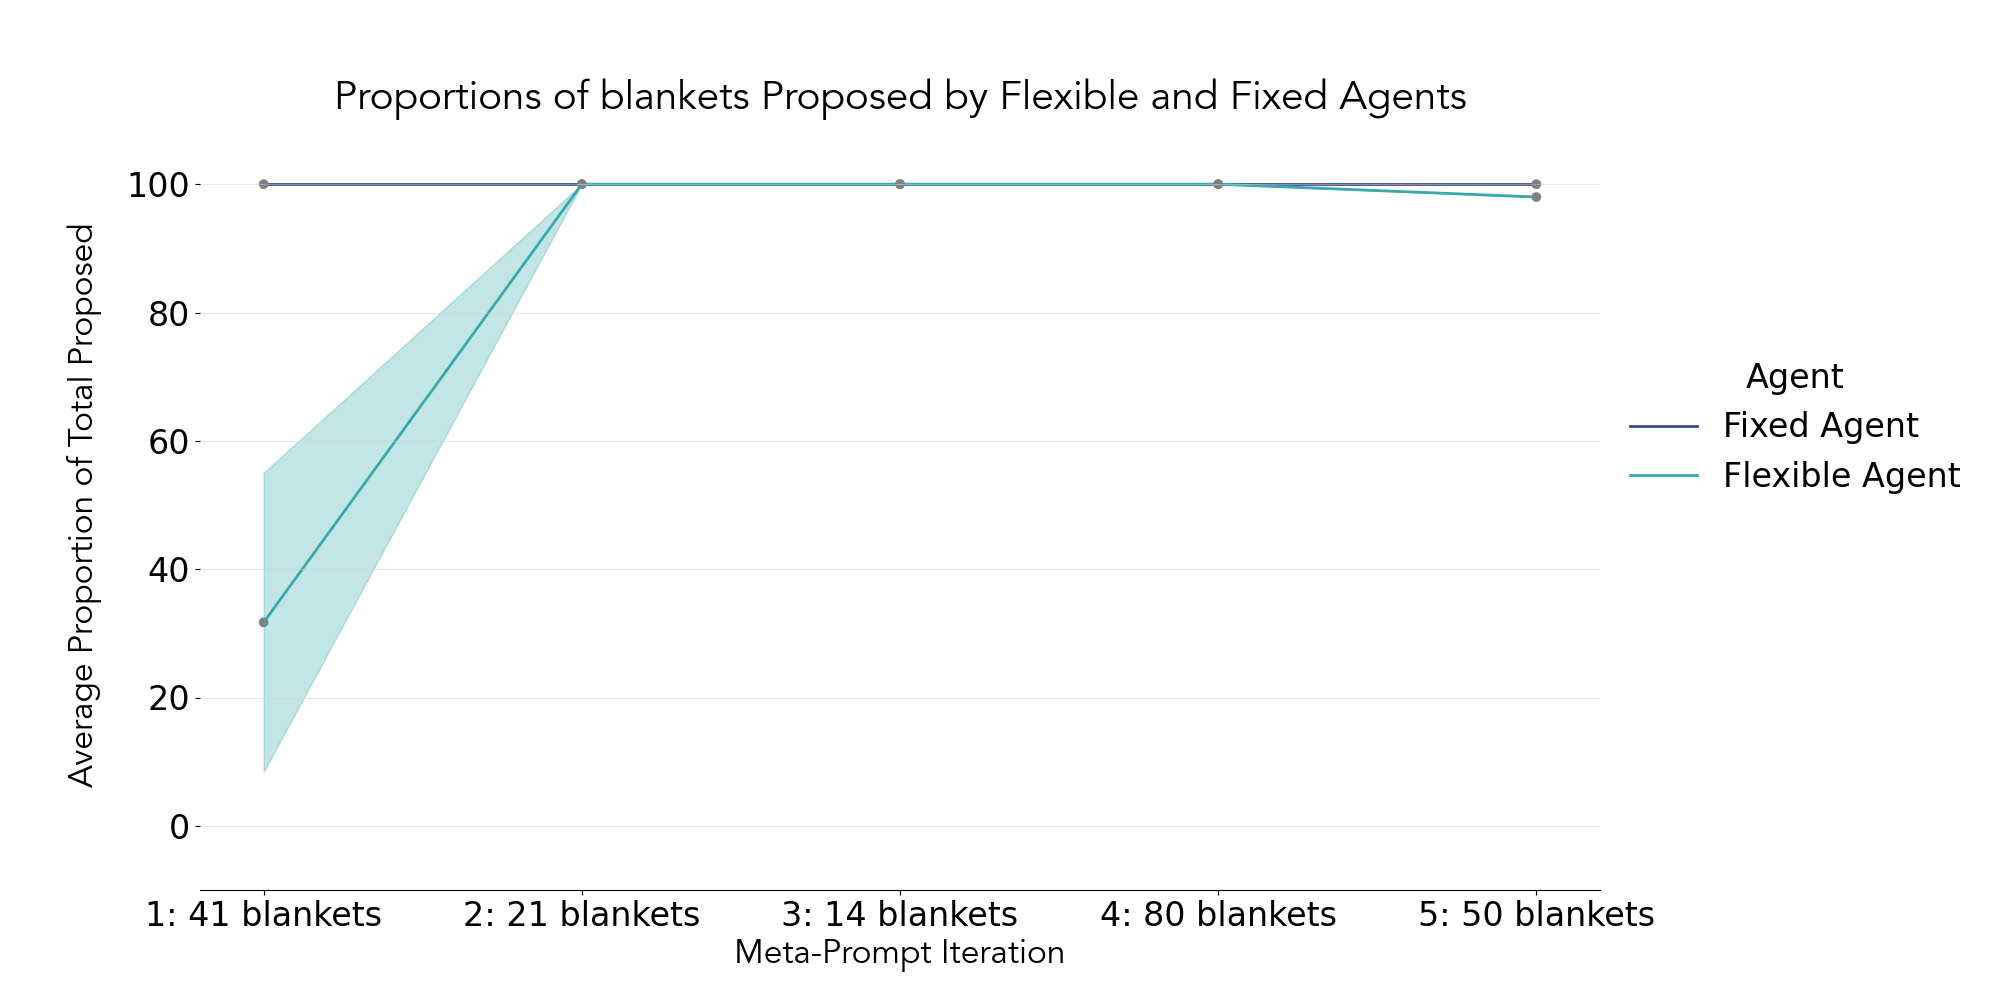 Proportions of blankets Proposed by Flexible and Fixed Agents
Average Proportion of Total Proposed
100
80
60
40
20
0
1: 41 blankets
2: 21 blankets
3: 14 blankets
4: 80 blankets
5: 50 blankets
Meta-Prompt Iteration
Agent
Fixed Agent
Flexible Agent